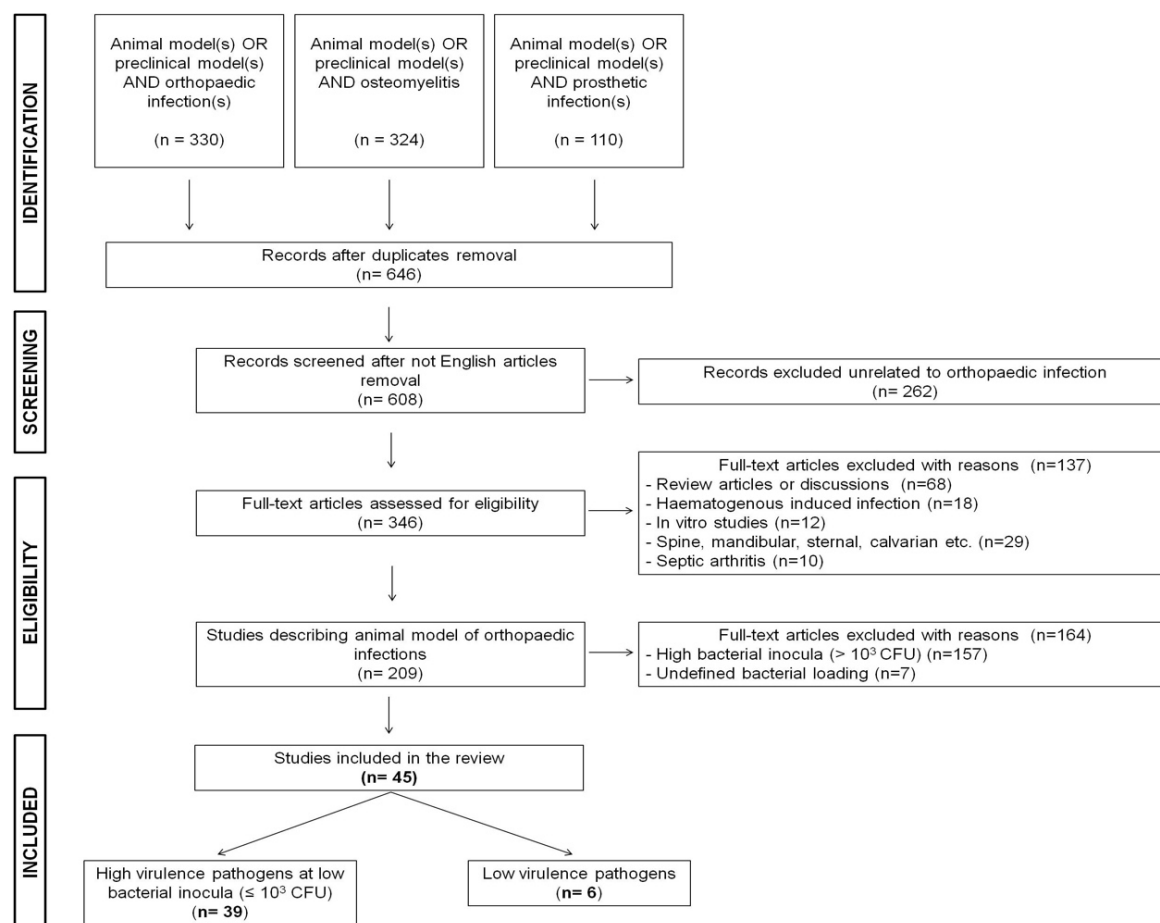 IDENTIFICATION
Animal model(s) OR
preclinical model(s)
AND orthopaedic
infection(s)
(n = 330)
Animal model(s) OR
preclinical model(s)
AND osteomyelitis
(n = 324)
Animal model(s) OR
preclinical model(s)
AND prosthetic
infection(s)
(n = 110)
Records after duplicates removal
(n= 646)
SCREENING
Records screened after not English articles
removal
(n= 608)
Records excluded unrelated to orthopaedic infection
(n= 262)
ELIGIBILITY
Full-text articles assessed for eligibility
(n= 346)
Full-text articles excluded with reasons (n=137)
- Review articles or discussions (n=68)
- Haematogenous induced infection (n=18)
- In vitro studies (n=12)
- Spine, mandibular, sternal, calvarian etc. (n=29)
- Septic arthritis (n=10)
Studies describing animal model of orthopaedic
infections
(n= 209)
Full-text articles excluded with reasons (n=164)
- High bacterial inocula (> 10³ CFU) (n=157)
- Undefined bacterial loading (n=7)
INCLUDED
Studies included in the review
(n= 45)
High virulence pathogens at low
bacterial inocula (≤ 10³ CFU)
(n= 39)
Low virulence pathogens
(n= 6)